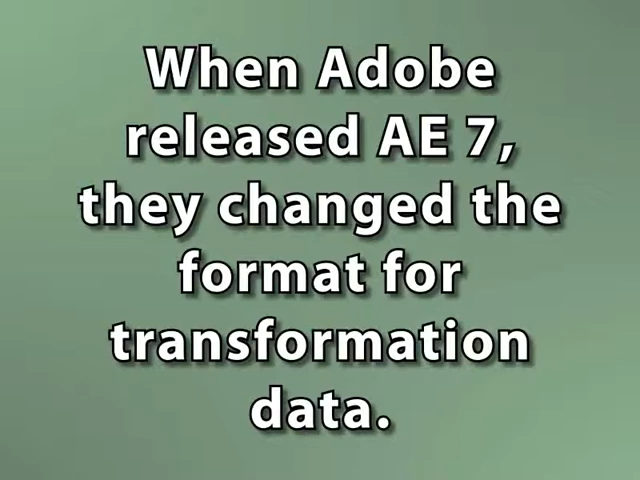 When Adobe
released AE 7,
they changed the
format for
transformation
data.